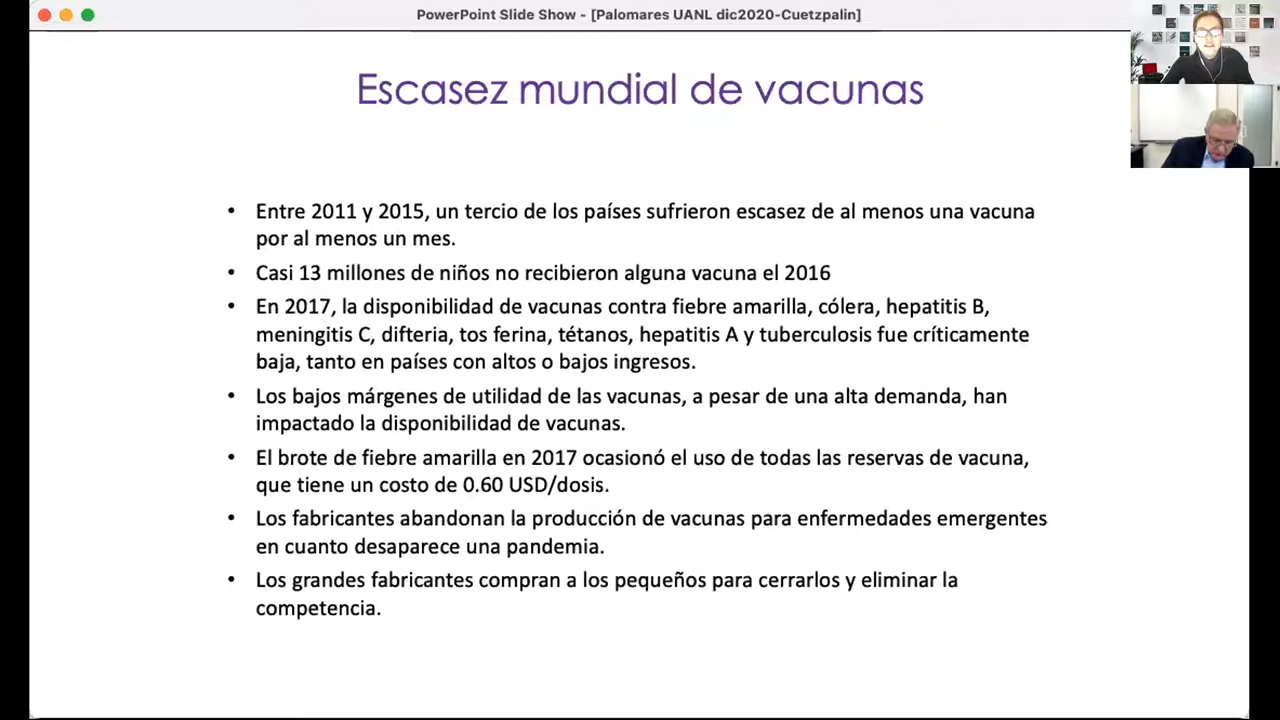 PowerPoint Slide Show - [Palomares UANL dic2020-Cuetzpalin]
Escasez mundial de vacunas
• Entre 2011 y 2015, un tercio de los países sufrieron escasez de al menos una vacuna
por al menos un mes.
• Casi 13 millones de niños no recibieron alguna vacuna el 2016
• En 2017, la disponibilidad de vacunas contra fiebre amarilla, cólera, hepatitis B,
meningitis C, difteria, tos ferina, tétanos, hepatitis A y tuberculosis fue críticamente
baja, tanto en países con altos o bajos ingresos.
• Los bajos márgenes de utilidad de las vacunas, a pesar de una alta demanda, han
impactado la disponibilidad de vacunas.
• El brote de fiebre amarilla en 2017 ocasionó el uso de todas las reservas de vacuna,
que tiene un costo de 0.60 USD/dosis.
• Los fabricantes abandonan la producción de vacunas para enfermedades emergentes
en cuanto desaparece una pandemia.
• Los grandes fabricantes compran a los pequeños para cerrarlos y eliminar la
competencia.